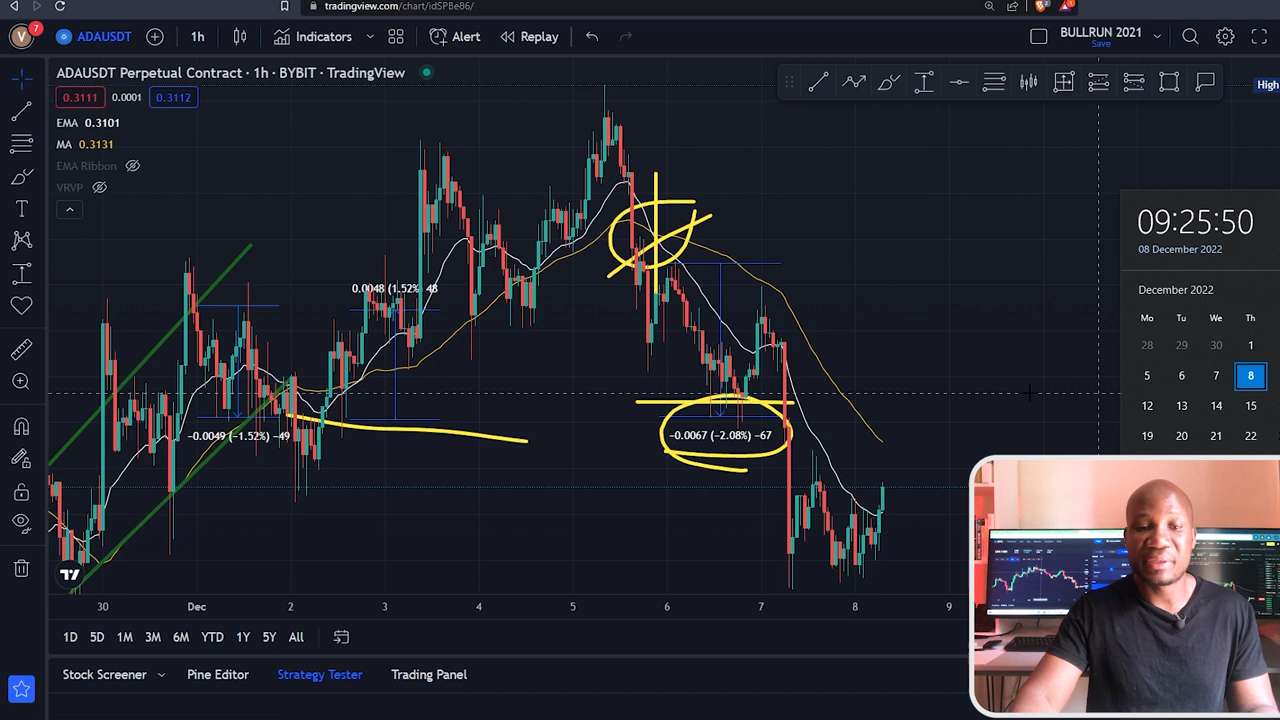 tradingview.com/chart/idSPBe86/
V
7
ADAUSDT
1h
Indicators
Alert
Replay
BULLRUN 2021
Save
ADAUSDT Perpetual Contract · 1h · BYBIT · TradingView
0.3111
0.0001
0.3112
High
EMA 0.3101
MA 0.3131
EMA Ribbon
VRVP
0.0048 (1.52%) 48
−0.0049 (−1.52%) −49
−0.0067 (−2.08%) −67
09:25:50
08 December 2022
December 2022
Mo Tu We Th
28 29 30 1
5 6 7 8
12 13 14 15
19 20 21 22
30 Dec 2 3 4 5 6 7 8 9
1D 5D 1M 3M 6M YTD 1Y 5Y All
Stock Screener Pine Editor Strategy Tester Trading Panel